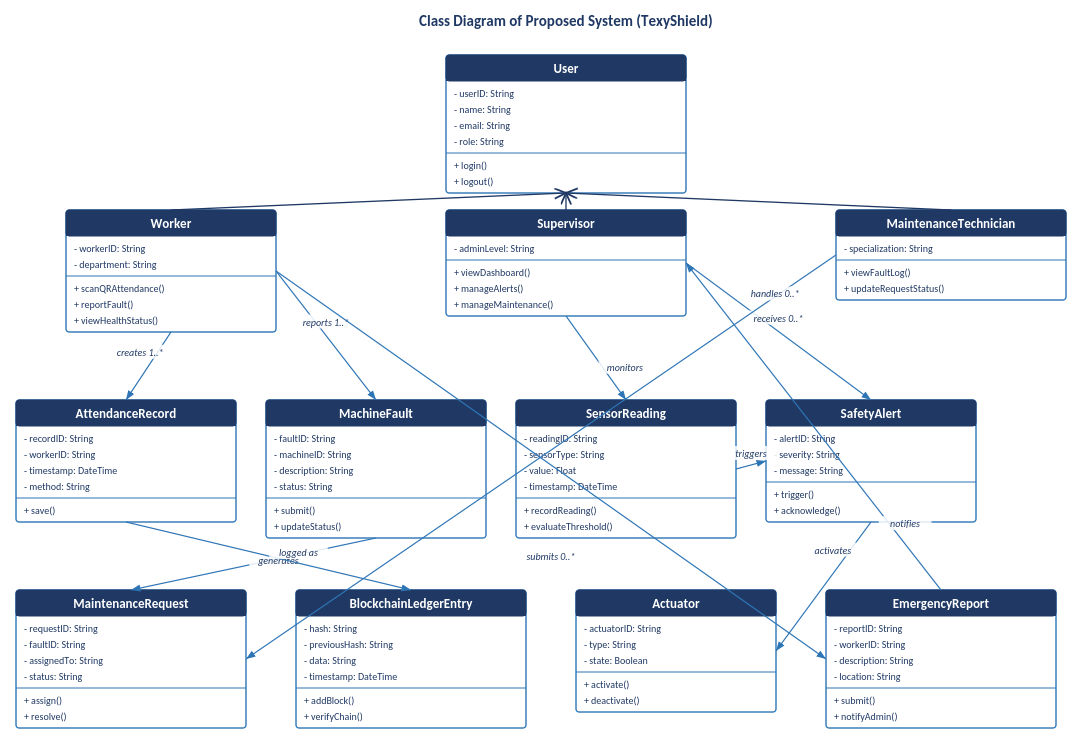 Class Diagram of Proposed System (TexyShield)
User
- userID: String
- name: String
- email: String
- role: String
+ login()
+ logout()
Worker
- workerID: String
- department: String
+ scanQRAttendance()
+ reportFault()
+ viewHealthStatus()
Supervisor
- adminLevel: String
+ viewDashboard()
+ manageAlerts()
+ manageMaintenance()
MaintenanceTechnician
- specialization: String
+ viewFaultLog()
+ updateRequestStatus()
handles 0..*
receives 0..*
reports 1..*
creates 1..*
monitors
AttendanceRecord
- recordID: String
- workerID: String
- timestamp: DateTime
- method: String
+ save()
MachineFault
- faultID: String
- machineID: String
- description: String
- status: String
+ submit()
+ updateStatus()
SensorReading
- readingID: String
- sensorType: String
- value: Float
- timestamp: DateTime
+ recordReading()
+ evaluateThreshold()
triggers
SafetyAlert
- alertID: String
- severity: String
- message: String
+ trigger()
+ acknowledge()
notifies
activates
logged as
generates
submits 0..*
MaintenanceRequest
- requestID: String
- faultID: String
- assignedTo: String
- status: String
+ assign()
+ resolve()
BlockchainLedgerEntry
- hash: String
- previousHash: String
- data: String
- timestamp: DateTime
+ addBlock()
+ verifyChain()
Actuator
- actuatorID: String
- type: String
- state: Boolean
+ activate()
+ deactivate()
EmergencyReport
- reportID: String
- workerID: String
- description: String
- location: String
+ submit()
+ notifyAdmin()